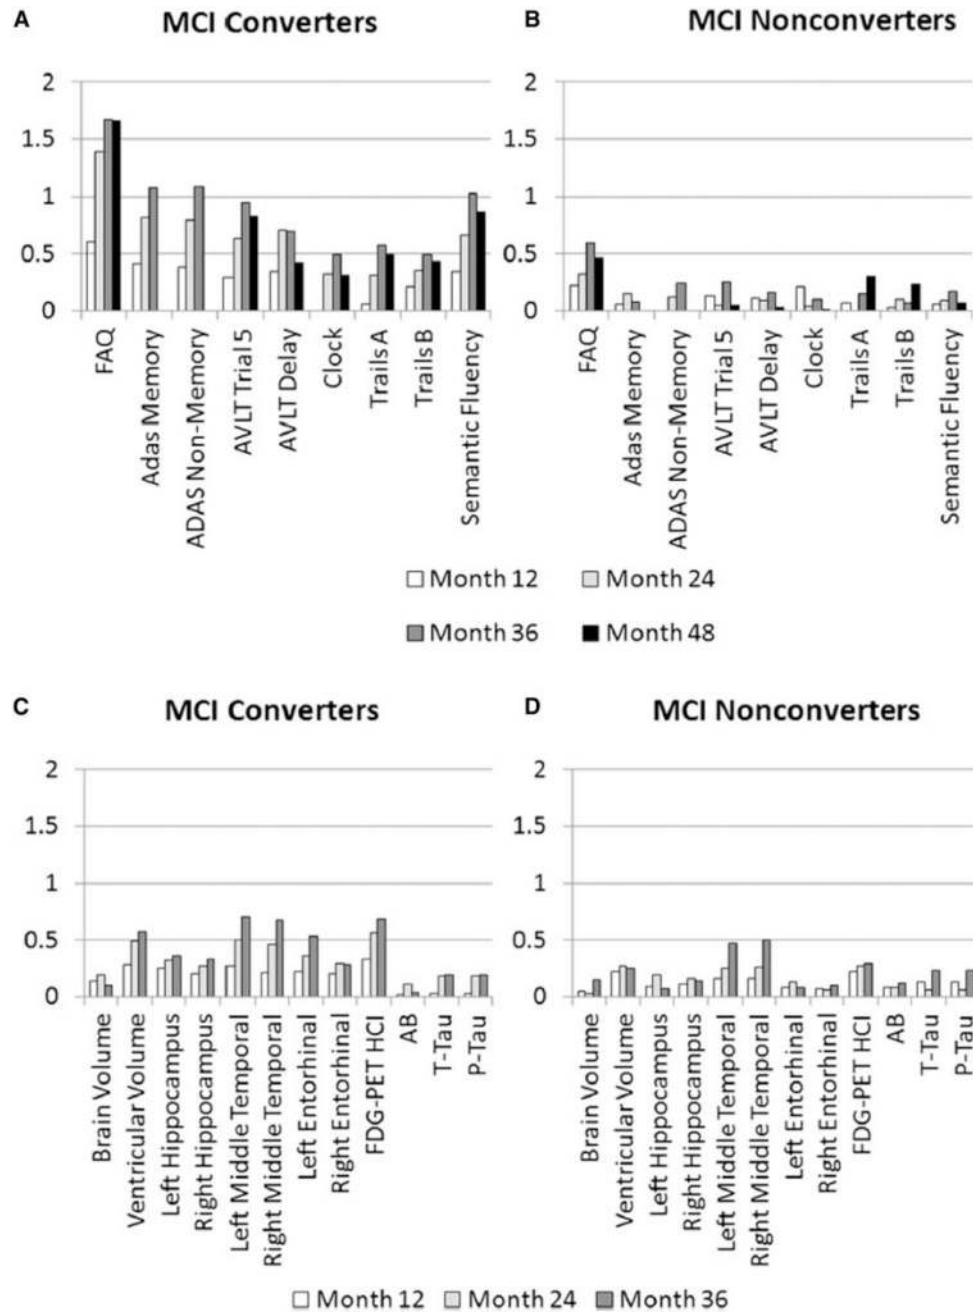 A MCI Converters
B MCI Nonconverters
2
1.5
1
0.5
0
FAQ
Adas Memory
ADAS Non-Memory
AVLT Trial 5
AVLT Delay
Clock
Trails A
Trails B
Semantic Fluency
2
1.5
1
0.5
0
FAQ
Adas Memory
ADAS Non-Memory
AVLT Trial 5
AVLT Delay
Clock
Trails A
Trails B
Semantic Fluency
Month 12 Month 24
Month 36 Month 48
C MCI Converters
D MCI Nonconverters
2
1.5
1
0.5
0
Brain Volume
Ventricular Volume
Left Hippocampus
Right Hippocampus
Left Middle Temporal
Right Middle Temporal
Left Entorhinal
Right Entorhinal
FDG-PET HCI
AB
T-Tau
P-Tau
2
1.5
1
0.5
0
Brain Volume
Ventricular Volume
Left Hippocampus
Right Hippocampus
Left Middle Temporal
Right Middle Temporal
Left Entorhinal
Right Entorhinal
FDG-PET HCI
AB
T-Tau
P-Tau
Month 12 Month 24 Month 36